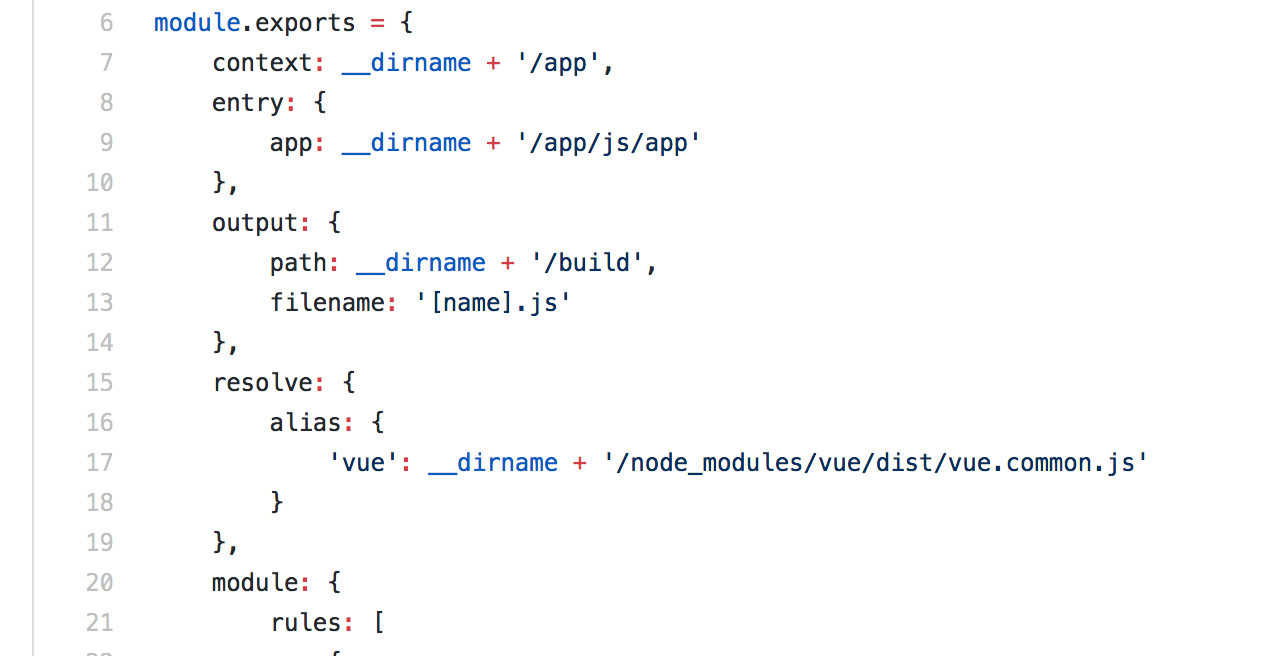 6 module.exports = {
7 context: __dirname + '/app',
8 entry: {
9 app: __dirname + '/app/js/app'
10 },
11 output: {
12 path: __dirname + '/build',
13 filename: '[name].js'
14 },
15 resolve: {
16 alias: {
17 'vue': __dirname + '/node_modules/vue/dist/vue.common.js'
18 }
19 },
20 module: {
21 rules: [